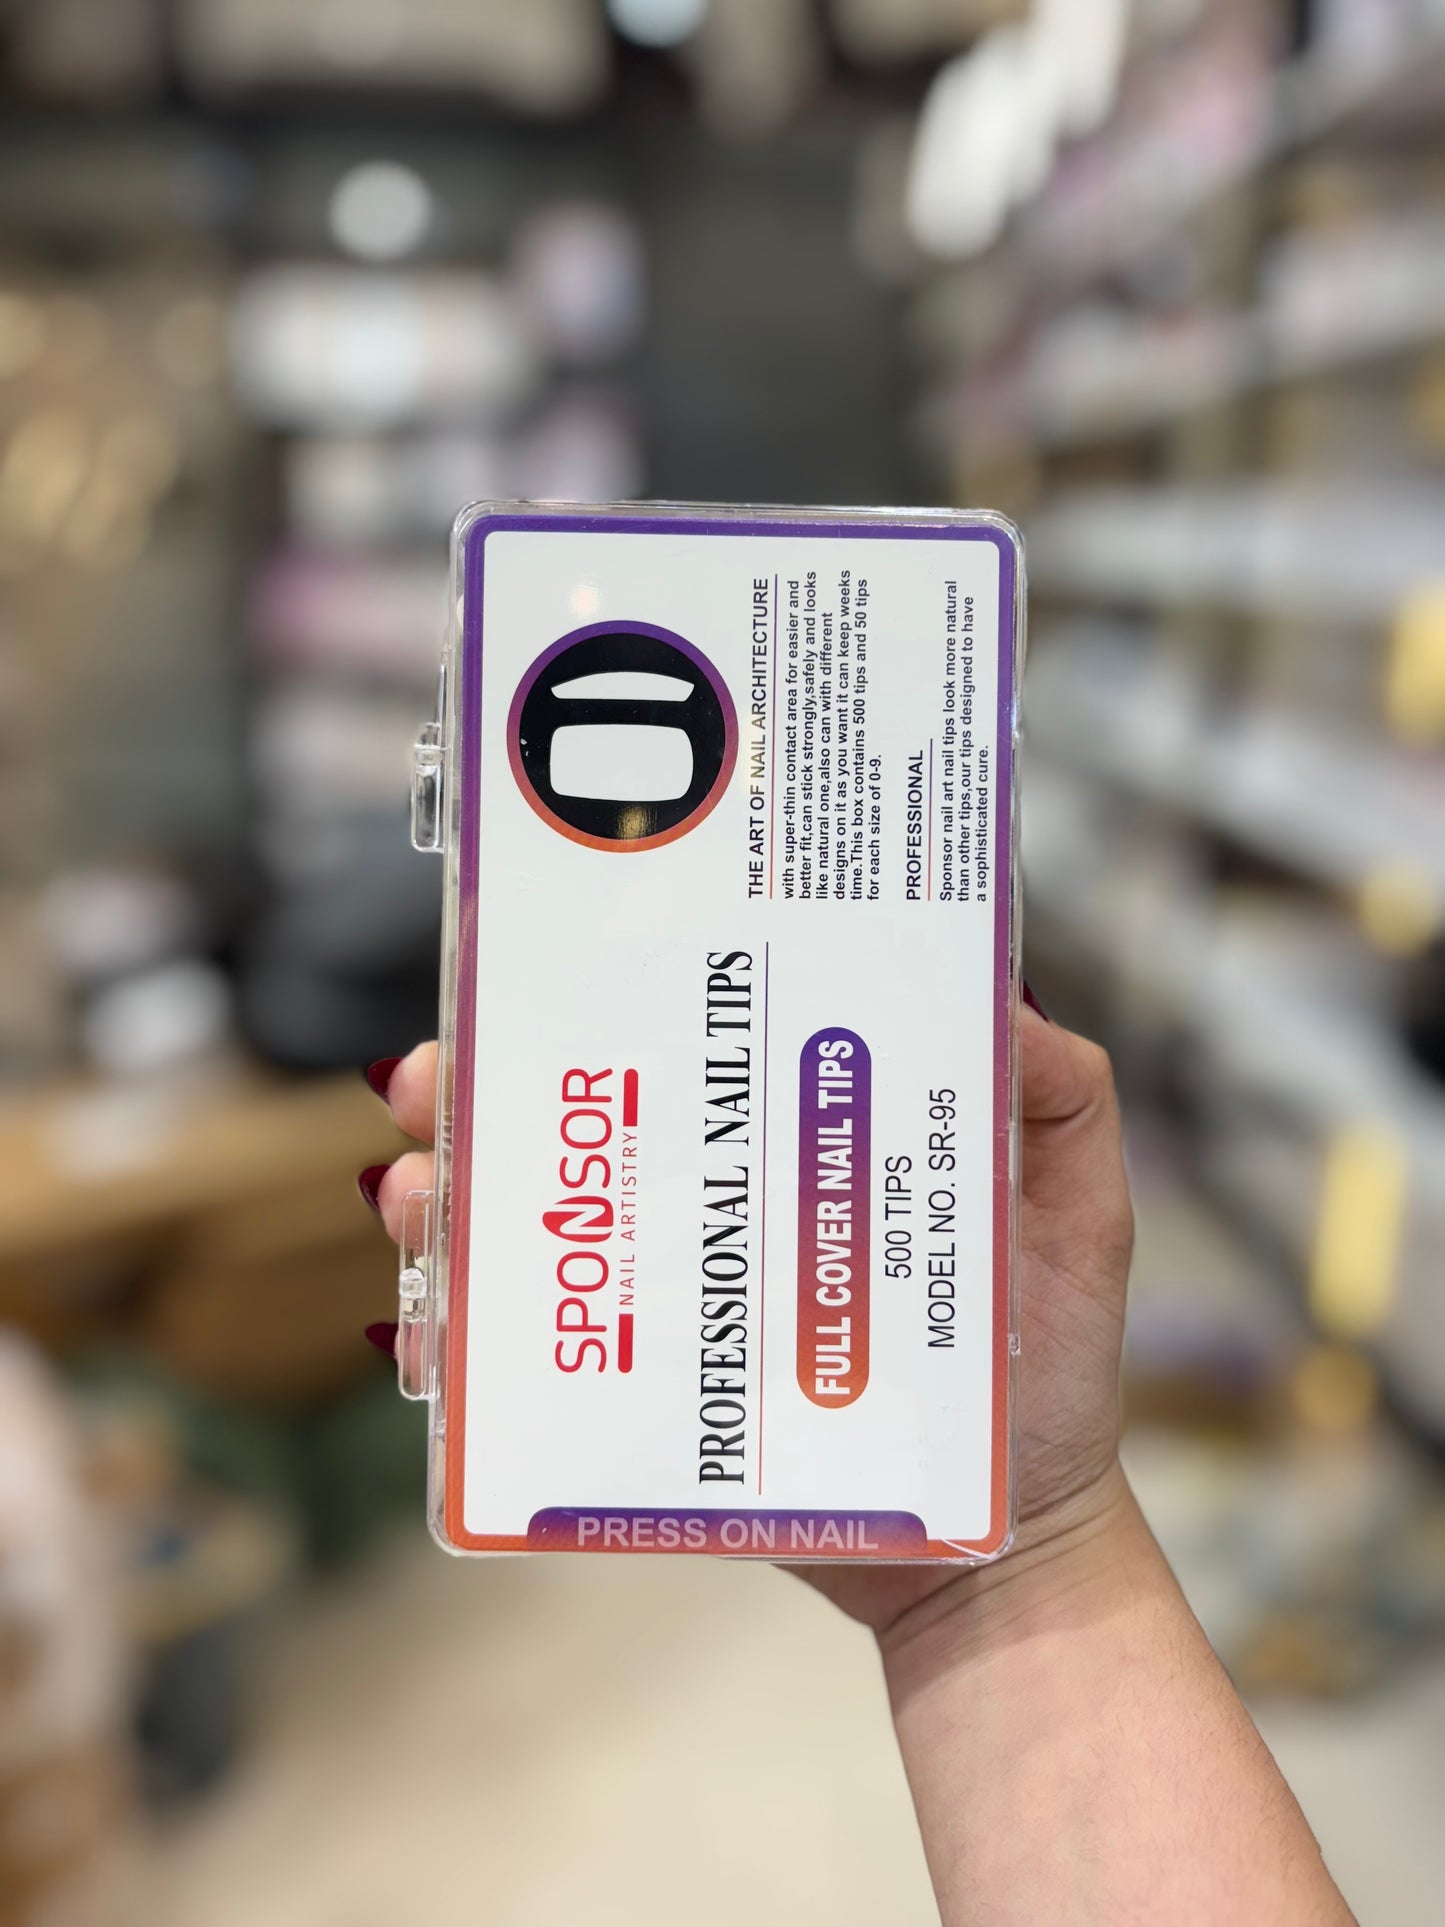 SPONSOR
NAIL ARTISTRY
PROFESSIONAL NAIL TIPS
FULL COVER NAIL TIPS
500 TIPS
MODEL NO. SR-95
THE ART OF NAIL ARCHITECTURE
with super-thin contact area for easier and
better fit,can stick strongly,safely and looks
like natural one,also can with different
designs on it as you want it can keep weeks
time.This box contains 500 tips and 50 tips
for each size of 0-9.
PROFESSIONAL
Sponsor nail art nail tips look more natural
than other tips,our tips designed to have
a sophisticated cure.
PRESS ON NAIL